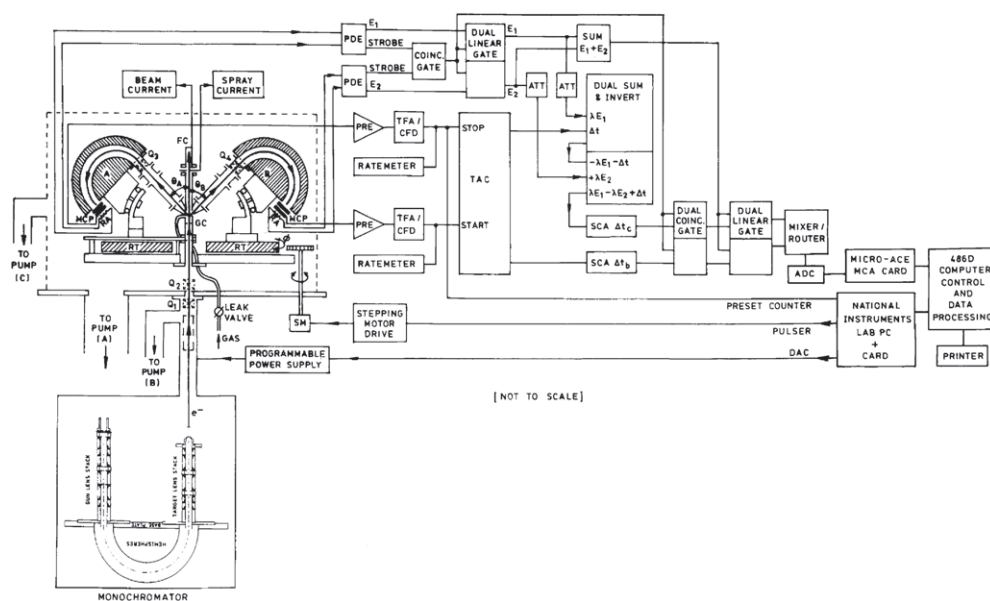 E1
PDE
STROBE
STROBE
PDE
E2
COINC.
GATE
DUAL
LINEAR
GATE
E1
E2
SUM
E1+E2
ATT
ATT
DUAL SUM
& INVERT
λE1
Δt
-λE1-Δt
+λE2
λE1-λE2+Δt
BEAM
CURRENT
SPRAY
CURRENT
FC
Q3
Q4
A
B
θA
θB
MCP
MCP
RA
GC
RT
RT
φ
PRE
TFA/
CFD
STOP
RATEMETER
TAC
PRE
TFA/
CFD
START
RATEMETER
SCA Δtc
SCA Δtb
DUAL
COINC.
GATE
DUAL
LINEAR
GATE
MIXER/
ROUTER
ADC
MICRO-ACE
MCA CARD
486D
COMPUTER
CONTROL
AND
DATA
PROCESSING
PRINTER
TO
PUMP
(C)
Q2
Q1
TO
PUMP
(A)
TO
PUMP
(B)
LEAK
VALVE
GAS
SM
STEPPING
MOTOR
DRIVE
PRESET COUNTER
PULSER
DAC
NATIONAL
INSTRUMENTS
LAB PC
+
CARD
PROGRAMMABLE
POWER SUPPLY
[NOT TO SCALE]
e-
GUN LENS STACK
TARGET LENS STACK
BASE PLATE
HEMISPHERES
MONOCHROMATOR